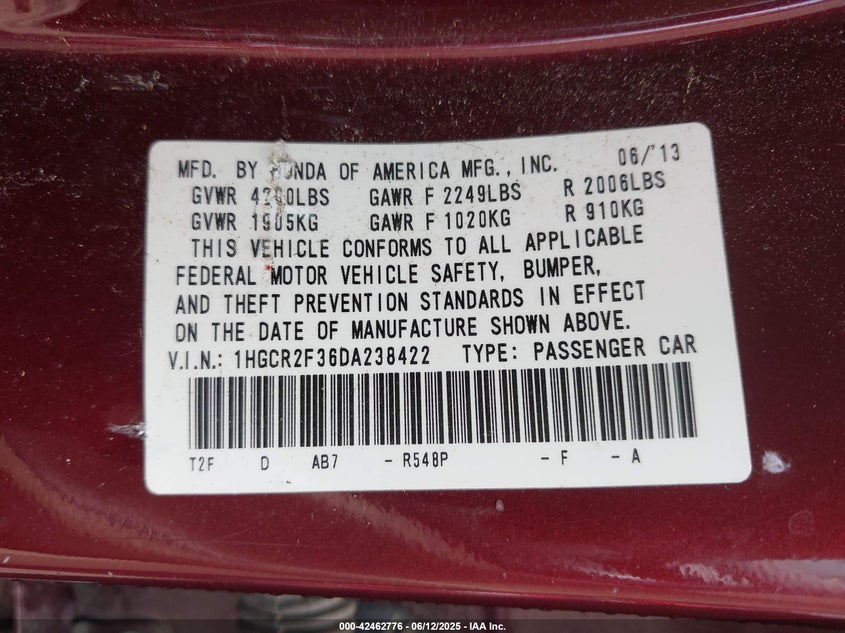 MFD. BY HONDA OF AMERICA MFG., INC. 06/'13
GVWR 4200LBS GAWR F 2249LBS R 2006LBS
GVWR 1905KG GAWR F 1020KG R 910KG
THIS VEHICLE CONFORMS TO ALL APPLICABLE
FEDERAL MOTOR VEHICLE SAFETY, BUMPER,
AND THEFT PREVENTION STANDARDS IN EFFECT
ON THE DATE OF MANUFACTURE SHOWN ABOVE.
V.I.N.: 1HGCR2F36DA238422 TYPE: PASSENGER CAR
T2F D AB7 - R548P - F - A
000-42462776 - 06/12/2025 - IAA Inc.